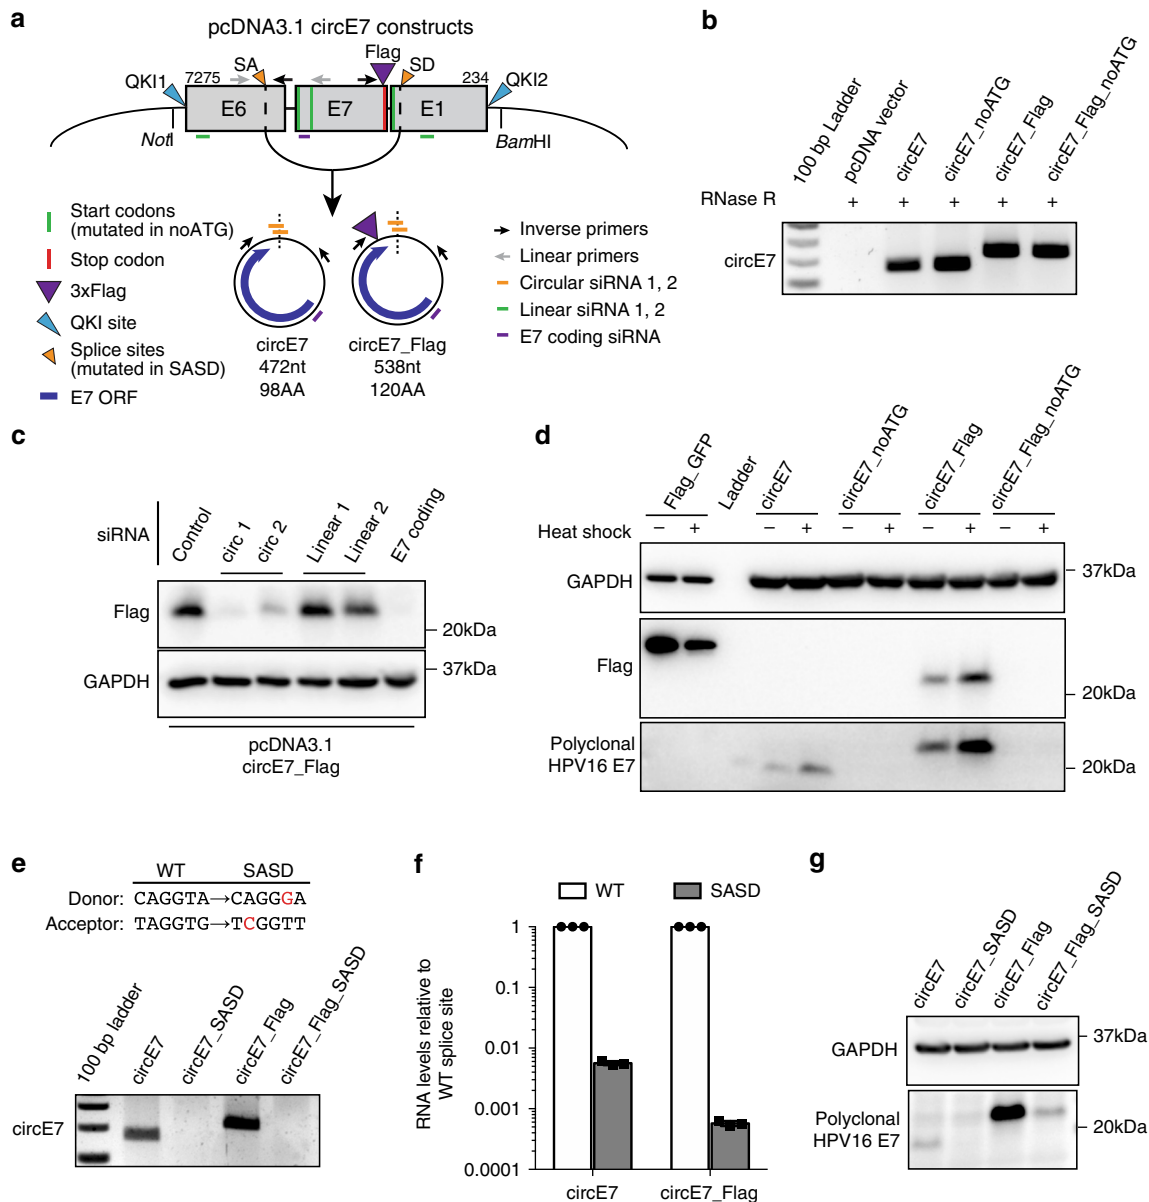 a
pcDNA3.1 circE7 constructs
Flag
SA
SD
QKI1
7275
234
QKI2
E6
E7
E1
NotI
BamHI
Start codons
(mutated in noATG)
Stop codon
3xFlag
QKI site
Splice sites
(mutated in SASD)
E7 ORF
circE7
472nt
98AA
circE7_Flag
538nt
120AA
Inverse primers
Linear primers
Circular siRNA 1, 2
Linear siRNA 1, 2
E7 coding siRNA
b
100 bp Ladder
pcDNA vector
circE7
circE7_noATG
circE7_Flag
circE7_Flag_noATG
RNase R
+ + + + +
circE7
c
siRNA
Control
circ 1
circ 2
Linear 1
Linear 2
E7 coding
Flag
20kDa
37kDa
GAPDH
pcDNA3.1
circE7_Flag
d
Flag_GFP
Ladder
circE7
circE7_noATG
circE7_Flag
circE7_Flag_noATG
Heat shock
− + − + − + − + − +
GAPDH
37kDa
Flag
20kDa
Polyclonal
HPV16 E7
20kDa
e
WT SASD
Donor: CAGGTA→CAGGGA
Acceptor: TAGGTG→TCGGTT
100 bp ladder
circE7
circE7_SASD
circE7_Flag
circE7_Flag_SASD
circE7
f
WT
SASD
RNA levels relative to
WT splice site
1
0.1
0.01
0.001
0.0001
circE7
circE7_Flag
g
circE7
circE7_SASD
circE7_Flag
circE7_Flag_SASD
GAPDH
37kDa
Polyclonal
HPV16 E7
20kDa